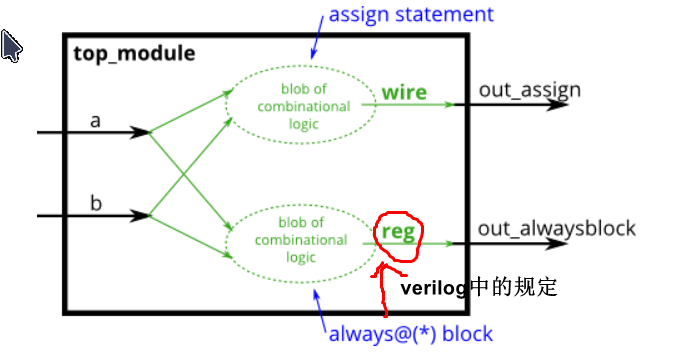 assign statement
top_module
blob of
combinational
logic
wire
out_assign
a
b
blob of
combinational
logic
reg
out_alwaysblock
verilog中的规定
always@(*) block